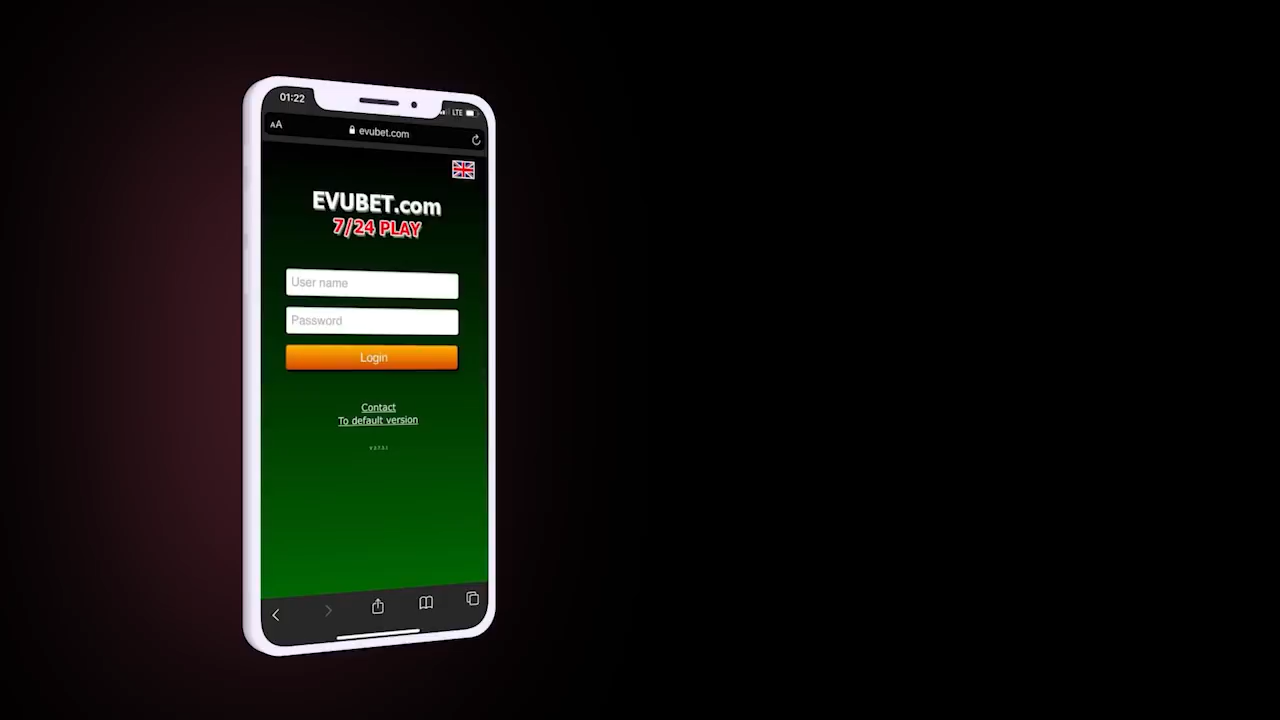 01:22
LTE
AA
evubet.com
EVUBET.com
7/24 PLAY
User name
Password
Login
Contact
To default version